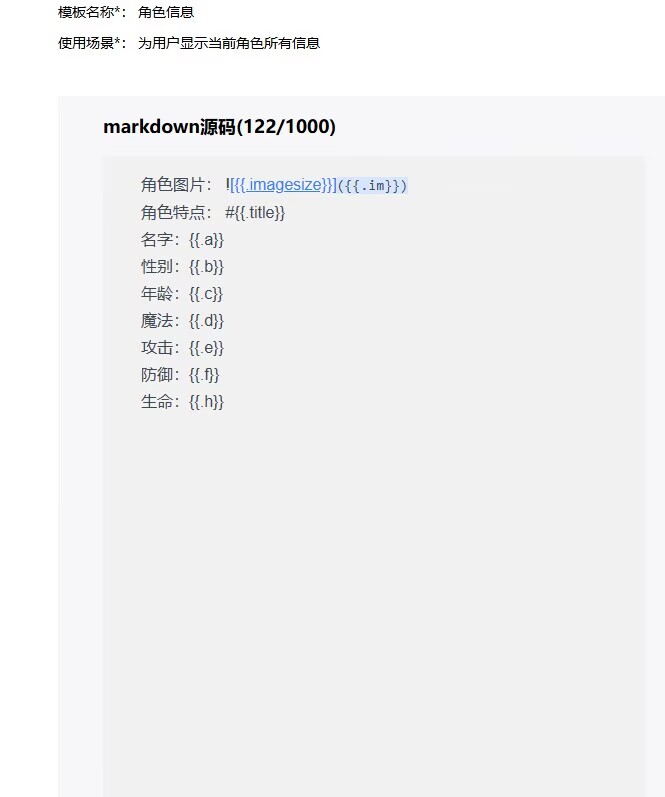 模板名称*： 角色信息
使用场景*： 为用户显示当前角色所有信息
markdown源码(122/1000)
角色图片： ![{{.imagesize}}]({{.im}})
角色特点： #{{.title}}
名字：{{.a}}
性别：{{.b}}
年龄：{{.c}}
魔法：{{.d}}
攻击：{{.e}}
防御：{{.f}}
生命：{{.h}}